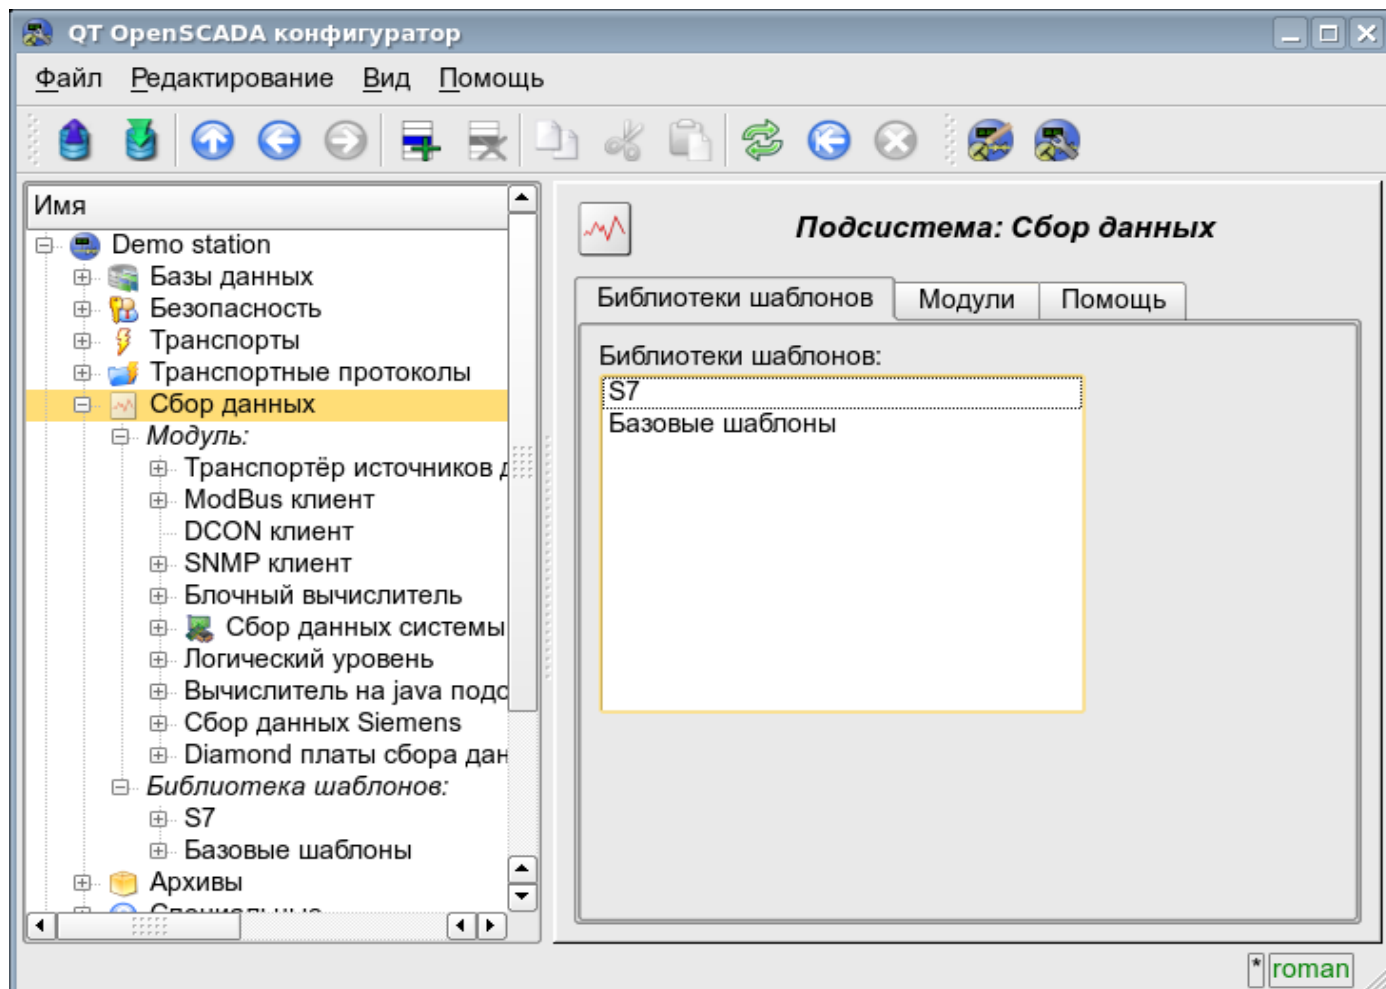 QT OpenSCADA конфигуратор
Файл Редактирование Вид Помощь
Имя
Demo station
Базы данных
Безопасность
Транспорты
Транспортные протоколы
Сбор данных
Модуль:
Транспортёр источников д
ModBus клиент
DCON клиент
SNMP клиент
Блочный вычислитель
Сбор данных системы
Логический уровень
Вычислитель на java подо
Сбор данных Siemens
Diamond платы сбора дан
Библиотека шаблонов:
S7
Базовые шаблоны
Архивы
Подсистема: Сбор данных
Библиотеки шаблонов Модули Помощь
Библиотеки шаблонов:
S7
Базовые шаблоны
* roman